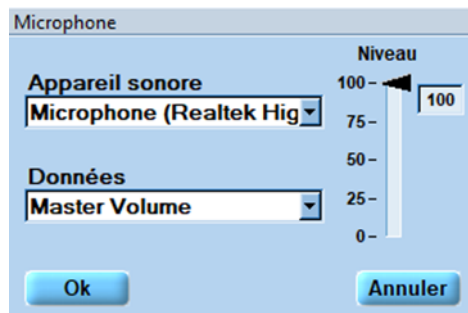 Microphone
Niveau
Appareil sonore
Microphone (Realtek Hig
Données
Master Volume
100
75
50
25
0
100
Ok
Annuler